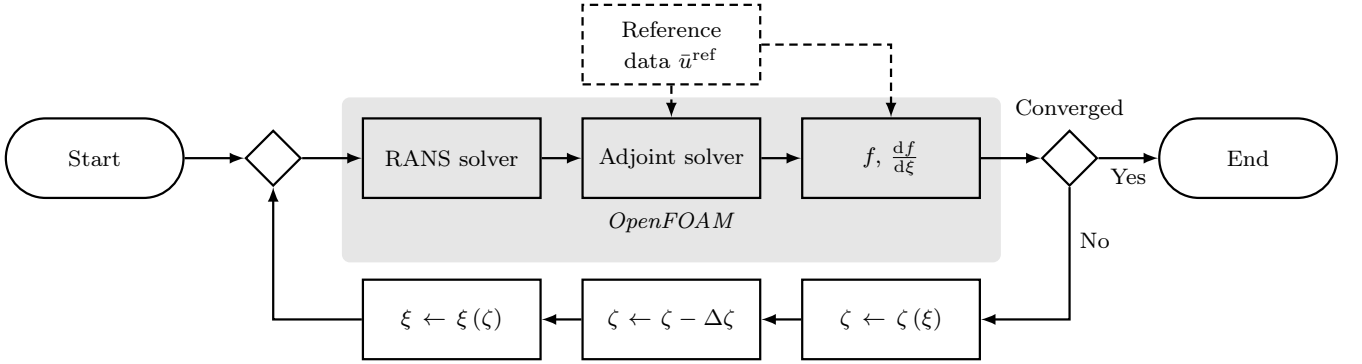 Reference
data ū^ref
Converged
Start
RANS solver
Adjoint solver
f, df/dξ
End
Yes
OpenFOAM
No
ξ ← ξ (ζ)
ζ ← ζ − Δζ
ζ ← ζ (ξ)